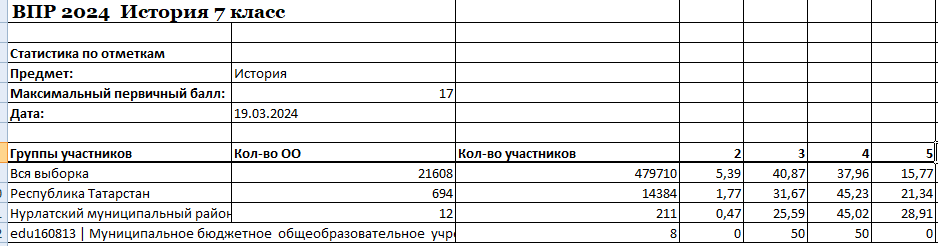 ВПР 2024 История 7 класс
Статистика по отметкам
Предмет: История
Максимальный первичный балл: 17
Дата: 19.03.2024
Группы участников Кол-во ОО Кол-во участников 2 3 4 5
Вся выборка 21608 479710 5,39 40,87 37,96 15,77
Республика Татарстан 694 14384 1,77 31,67 45,23 21,34
Нурлатский муниципальный район 12 211 0,47 25,59 45,02 28,91
edu160813 | Муниципальное бюджетное общеобразовательное учре 8 0 50 50 0